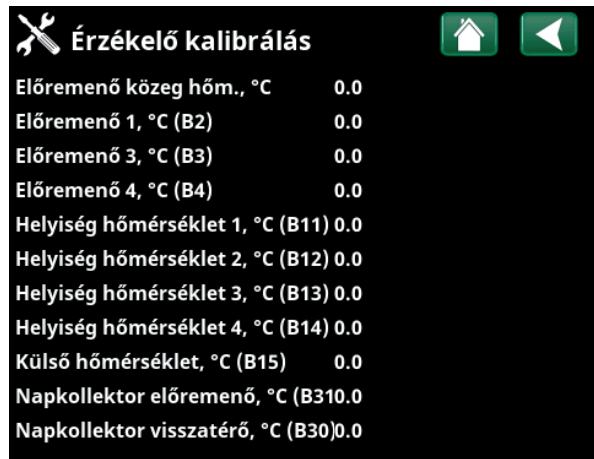 Érzékelő kalibrálás
Előremenő közeg hőm., °C 0.0
Előremenő 1, °C (B2) 0.0
Előremenő 3, °C (B3) 0.0
Előremenő 4, °C (B4) 0.0
Helyiség hőmérséklet 1, °C (B11) 0.0
Helyiség hőmérséklet 2, °C (B12) 0.0
Helyiség hőmérséklet 3, °C (B13) 0.0
Helyiség hőmérséklet 4, °C (B14) 0.0
Külső hőmérséklet, °C (B15) 0.0
Napkollektor előremenő, °C (B310.0
Napkollektor visszatérő, °C (B30)0.0